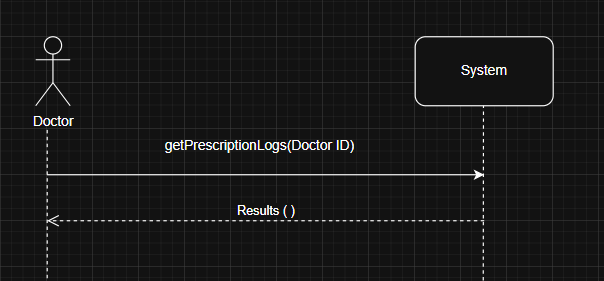 System
Doctor
getPrescriptionLogs(Doctor ID)
Results ( )